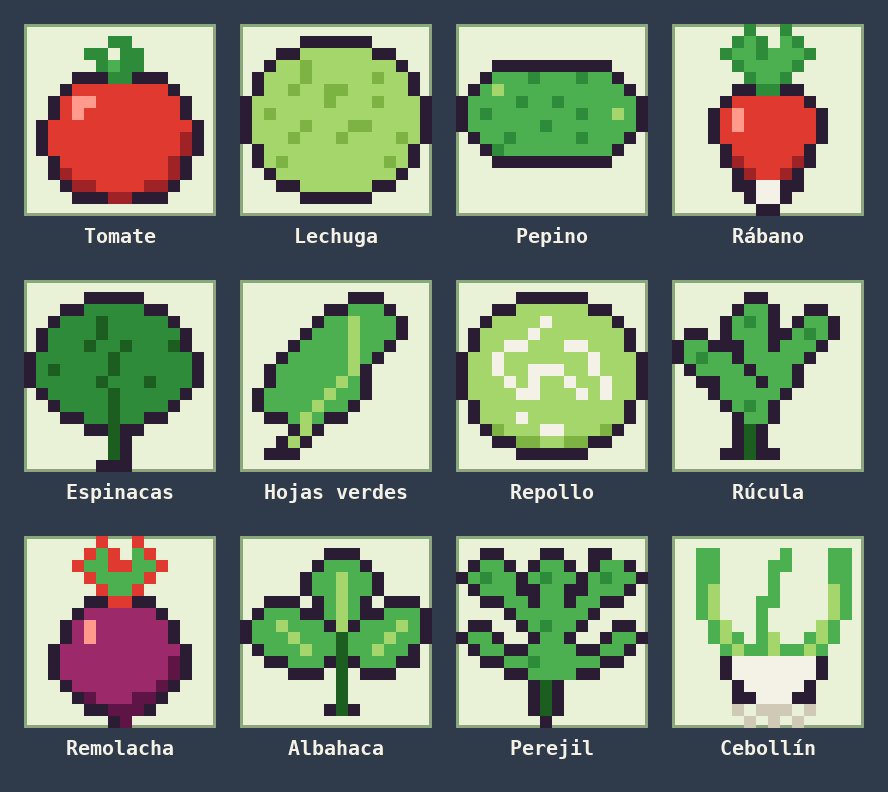 Tomate
Lechuga
Pepino
Rábano
Espinacas
Hojas verdes
Repollo
Rúcula
Remolacha
Albahaca
Perejil
Cebollín